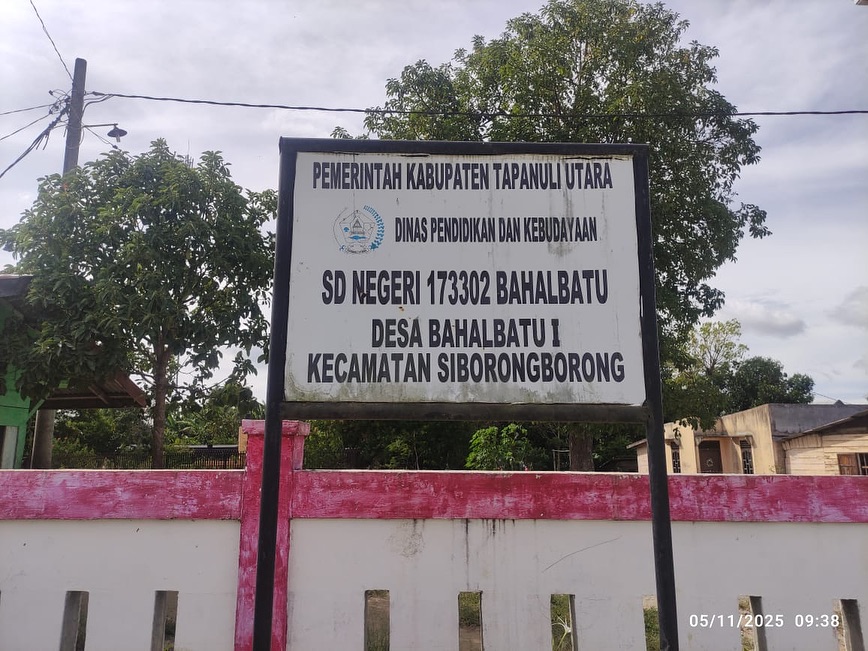 PEMERINTAH KABUPATEN TAPANULI UTARA
DINAS PENDIDIKAN DAN KEBUDAYAAN
SD NEGERI 173302 BAHALBATU
DESA BAHALBATU I
KECAMATAN SIBORONGBORONG
05/11/2025 09:38